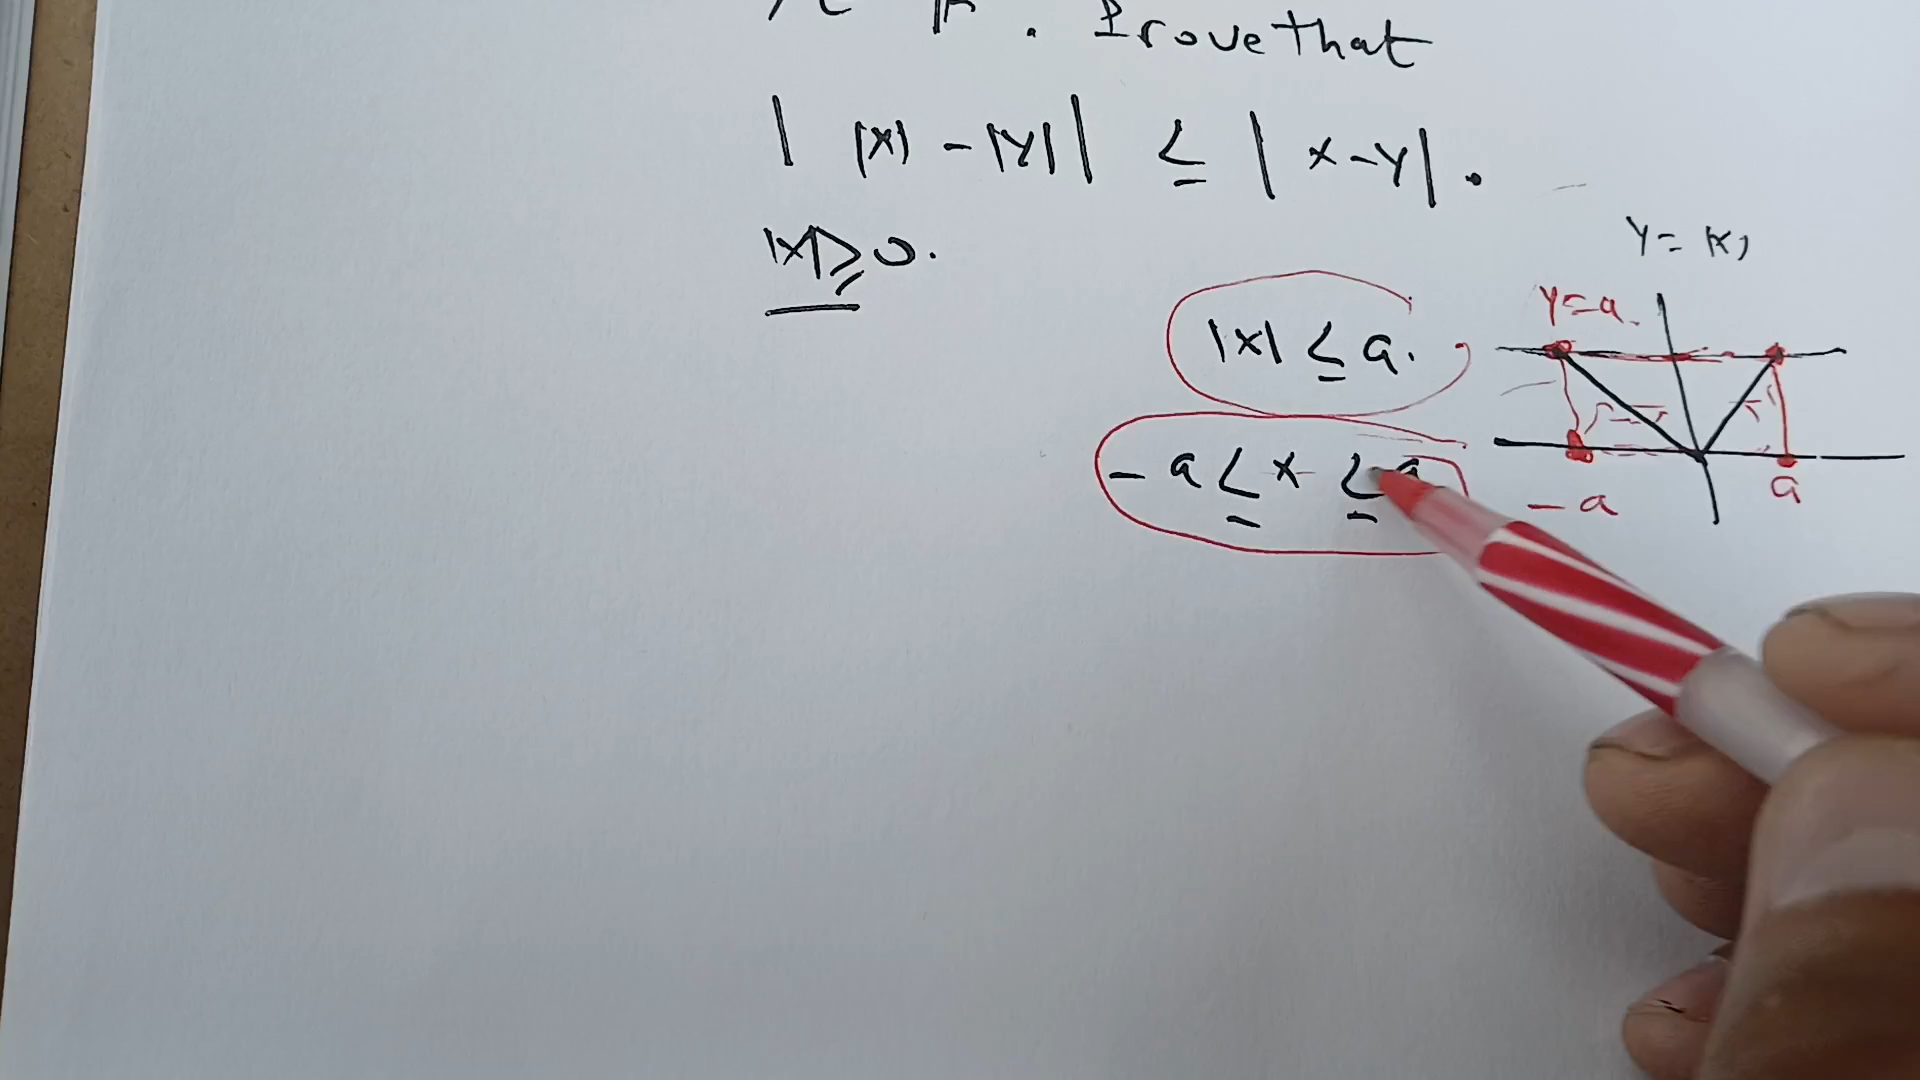 . Prove that
| |x| - |y| | ≤ | x-y| .
|x| ≥ 0.
y = |x|
y=a.
|x| ≤ a.
- a ≤ x ≤ a
- a
a